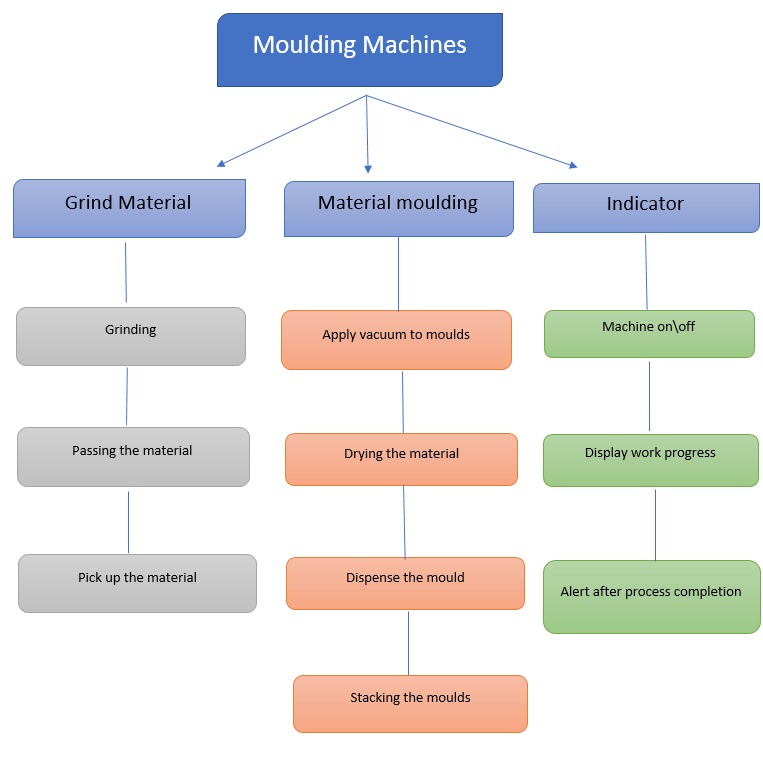 Moulding Machines
Grind Material
Material moulding
Indicator
Grinding
Apply vacuum to moulds
Machine on\off
Passing the material
Drying the material
Display work progress
Pick up the material
Dispense the mould
Alert after process completion
Stacking the moulds